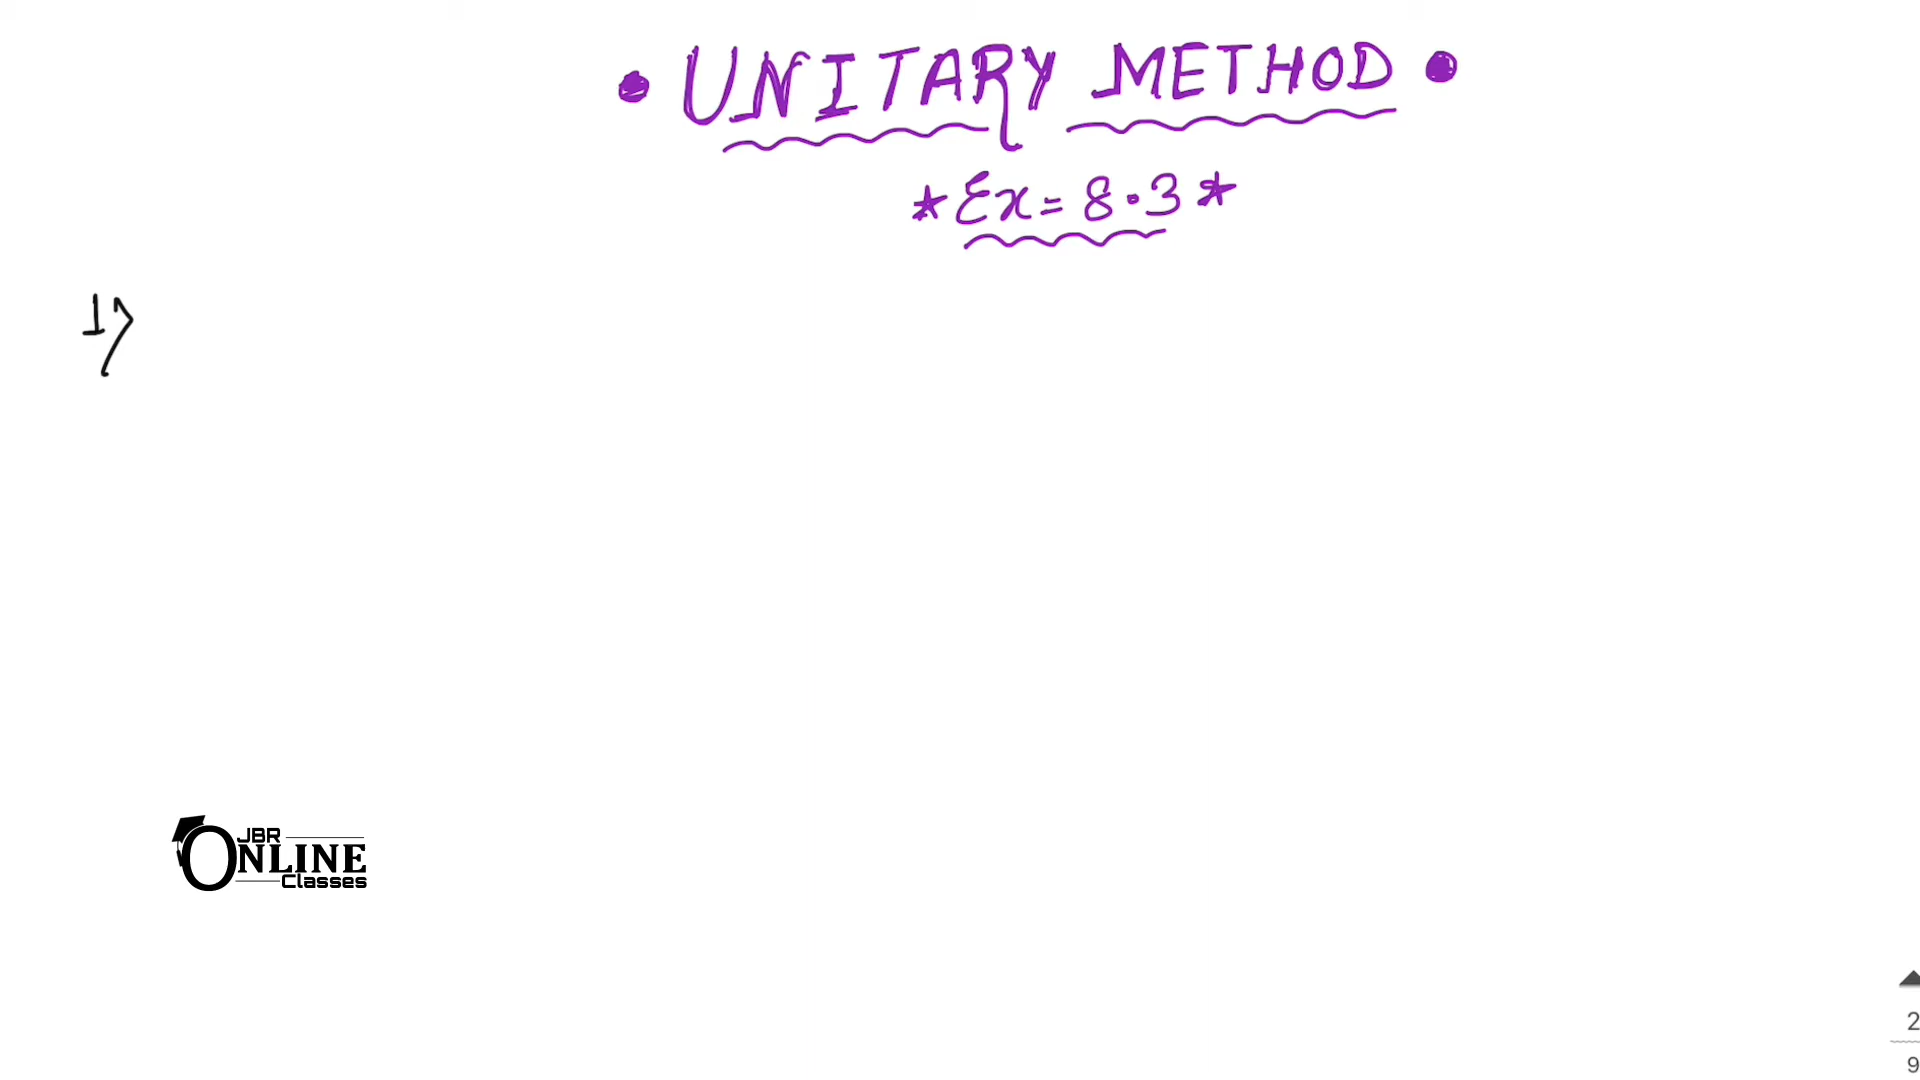 • UNITARY METHOD •
* Ex = 8.3 *
1)
JBR
ONLINE
Classes
2
9